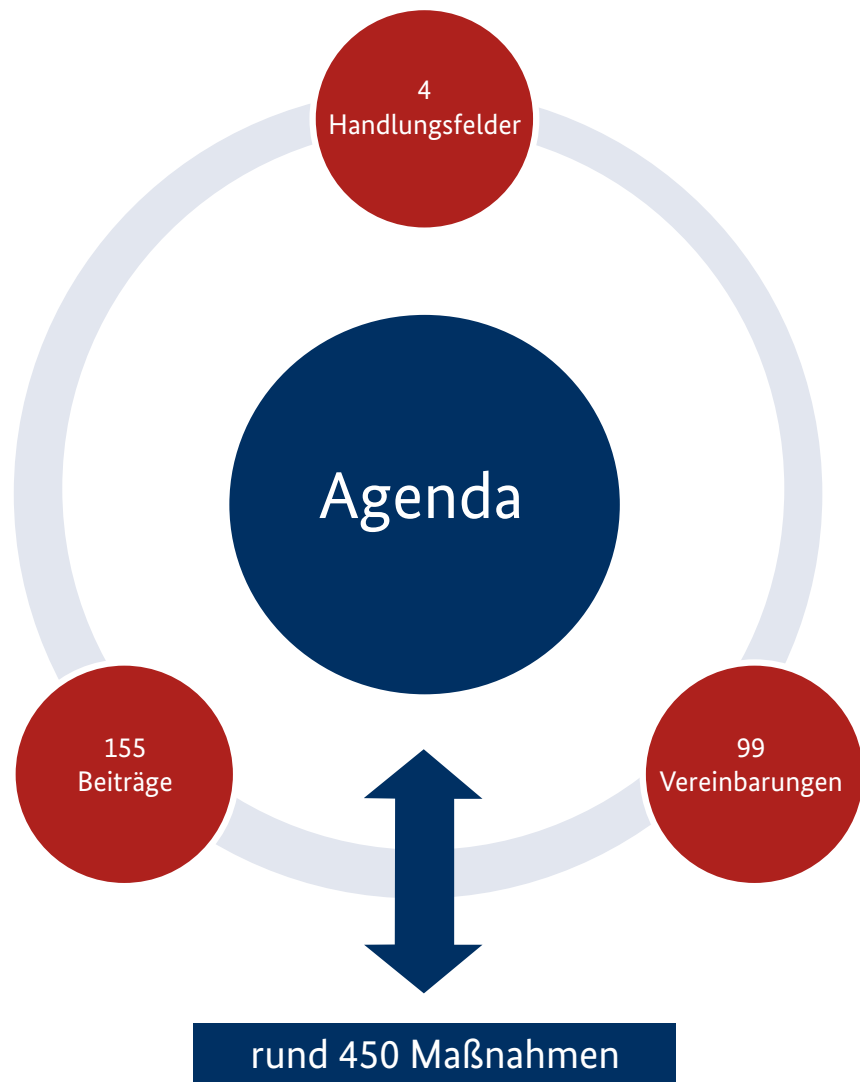 4
Handlungsfelder
Agenda
155
Beiträge
99
Vereinbarungen
rund 450 Maßnahmen